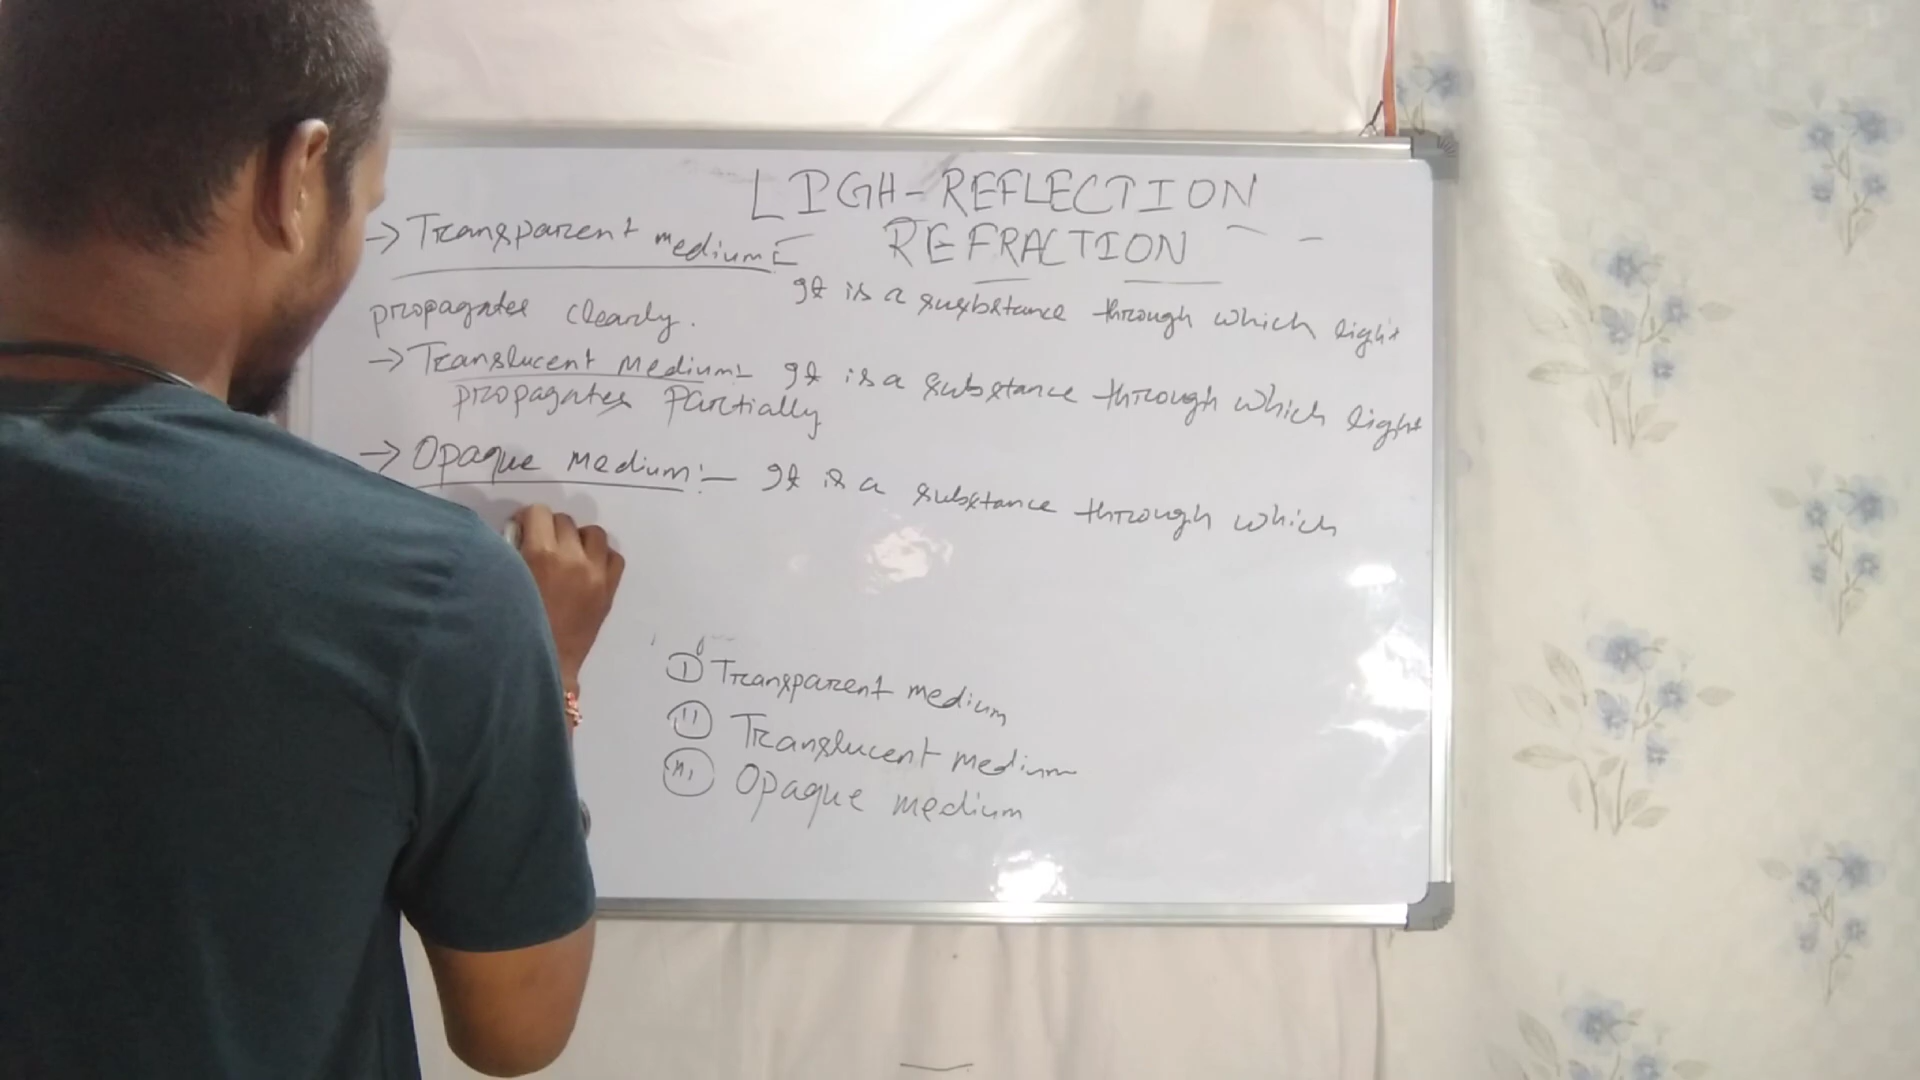 LIGH-REFLECTION
REFRACTION
→ Transparent medium:-
It is a susbstance through which light
propagates clearly.
→ Translucent Medium:- It is a substance through which light
propagates Partially
→ Opaque medium:- It is a substance through which
(I) Transparent medium
(II) Translucent medium
(III) Opaque medium